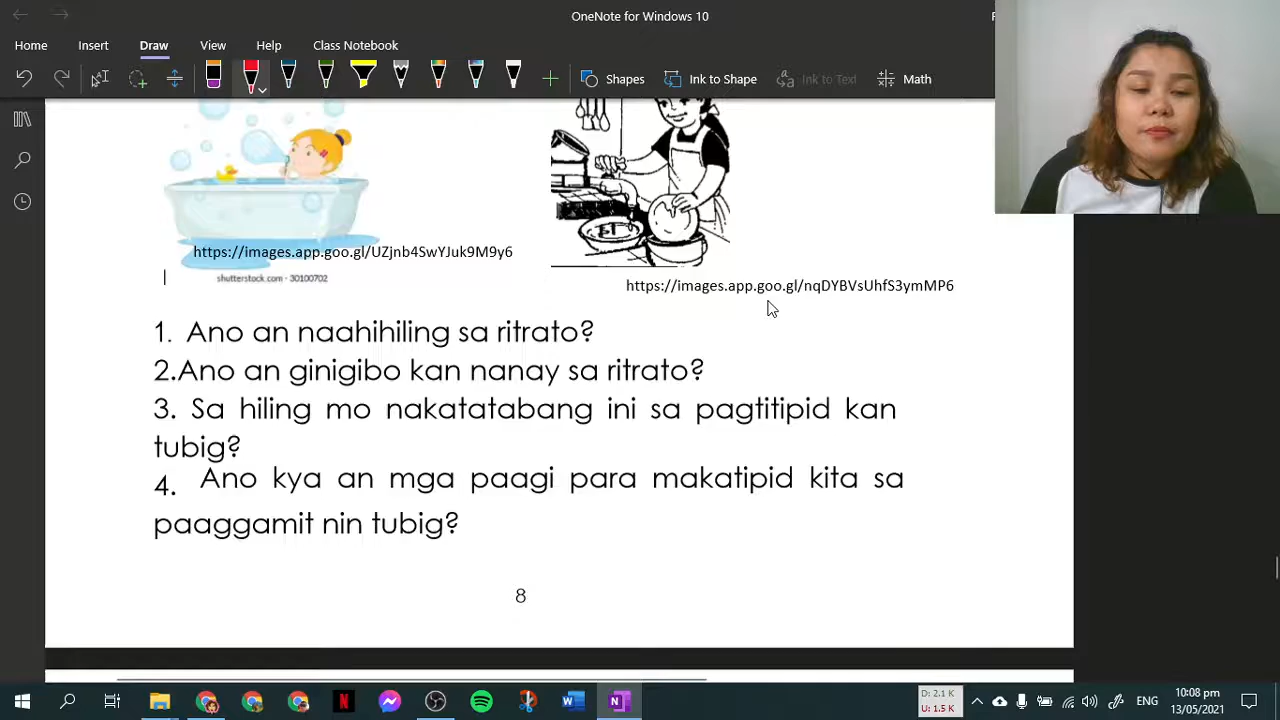 OneNote for Windows 10
Home Insert Draw View Help Class Notebook
Shapes Ink to Shape Ink to Text Math
https://images.app.goo.gl/UZjnb4SwYJuk9M9y6
shutterstock.com - 30100702
https://images.app.goo.gl/nqDYBVsUhfS3ymMP6
1. Ano an naahihiling sa ritrato?
2.Ano an ginigibo kan nanay sa ritrato?
3. Sa hiling mo nakatatabang ini sa pagtitipid kan
tubig?
4. Ano kya an mga paagi para makatipid kita sa
paaggamit nin tubig?
8
D: 2.1 K
U: 1.5 K
ENG
10:08 pm
13/05/2021